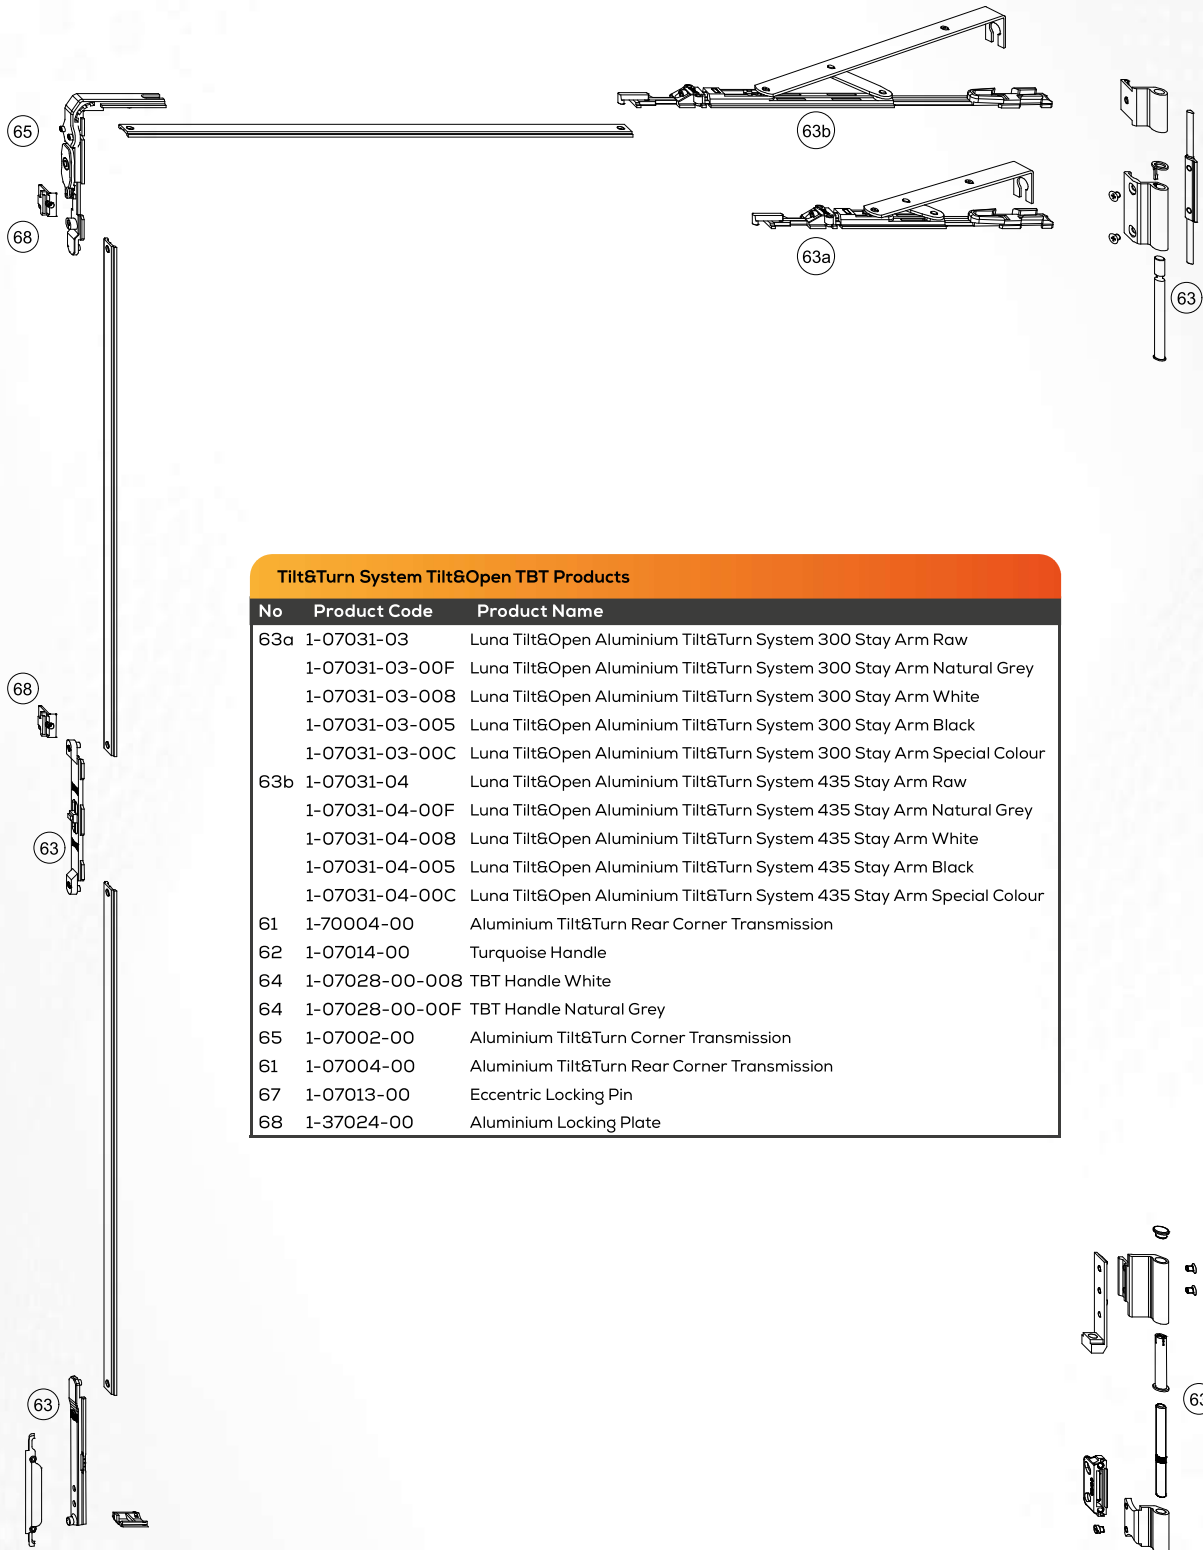 63b
65
68
63a
63
Tilt&Turn System Tilt&Open TBT Products
No Product Code Product Name
63a 1-07031-03 Luna Tilt&Open Aluminium Tilt&Turn System 300 Stay Arm Raw
1-07031-03-00F Luna Tilt&Open Aluminium Tilt&Turn System 300 Stay Arm Natural Grey
1-07031-03-008 Luna Tilt&Open Aluminium Tilt&Turn System 300 Stay Arm White
1-07031-03-005 Luna Tilt&Open Aluminium Tilt&Turn System 300 Stay Arm Black
1-07031-03-00C Luna Tilt&Open Aluminium Tilt&Turn System 300 Stay Arm Special Colour
63b 1-07031-04 Luna Tilt&Open Aluminium Tilt&Turn System 435 Stay Arm Raw
1-07031-04-00F Luna Tilt&Open Aluminium Tilt&Turn System 435 Stay Arm Natural Grey
1-07031-04-008 Luna Tilt&Open Aluminium Tilt&Turn System 435 Stay Arm White
1-07031-04-005 Luna Tilt&Open Aluminium Tilt&Turn System 435 Stay Arm Black
1-07031-04-00C Luna Tilt&Open Aluminium Tilt&Turn System 435 Stay Arm Special Colour
61 1-70004-00 Aluminium Tilt&Turn Rear Corner Transmission
62 1-07014-00 Turquoise Handle
64 1-07028-00-008 TBT Handle White
64 1-07028-00-00F TBT Handle Natural Grey
65 1-07002-00 Aluminium Tilt&Turn Corner Transmission
61 1-07004-00 Aluminium Tilt&Turn Rear Corner Transmission
67 1-07013-00 Eccentric Locking Pin
68 1-37024-00 Aluminium Locking Plate
68
63
63
63